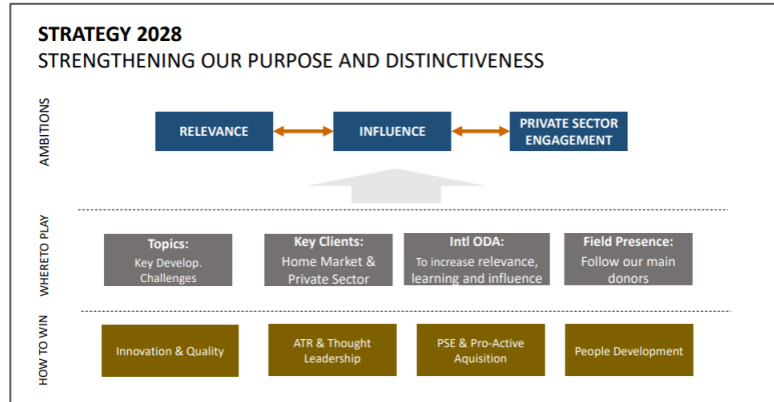 STRATEGY 2028
STRENGTHENING OUR PURPOSE AND DISTINCTIVENESS
AMBITIONS
RELEVANCE
INFLUENCE
PRIVATE SECTOR
ENGAGEMENT
WHERETO PLAY
Topics:
Key Develop.
Challenges
Key Clients:
Home Market &
Private Sector
Intl ODA:
To increase relevance,
learning and influence
Field Presence:
Follow our main
donors
HOW TO WIN
Innovation & Quality
ATR & Thought
Leadership
PSE & Pro-Active
Aquisition
People Development